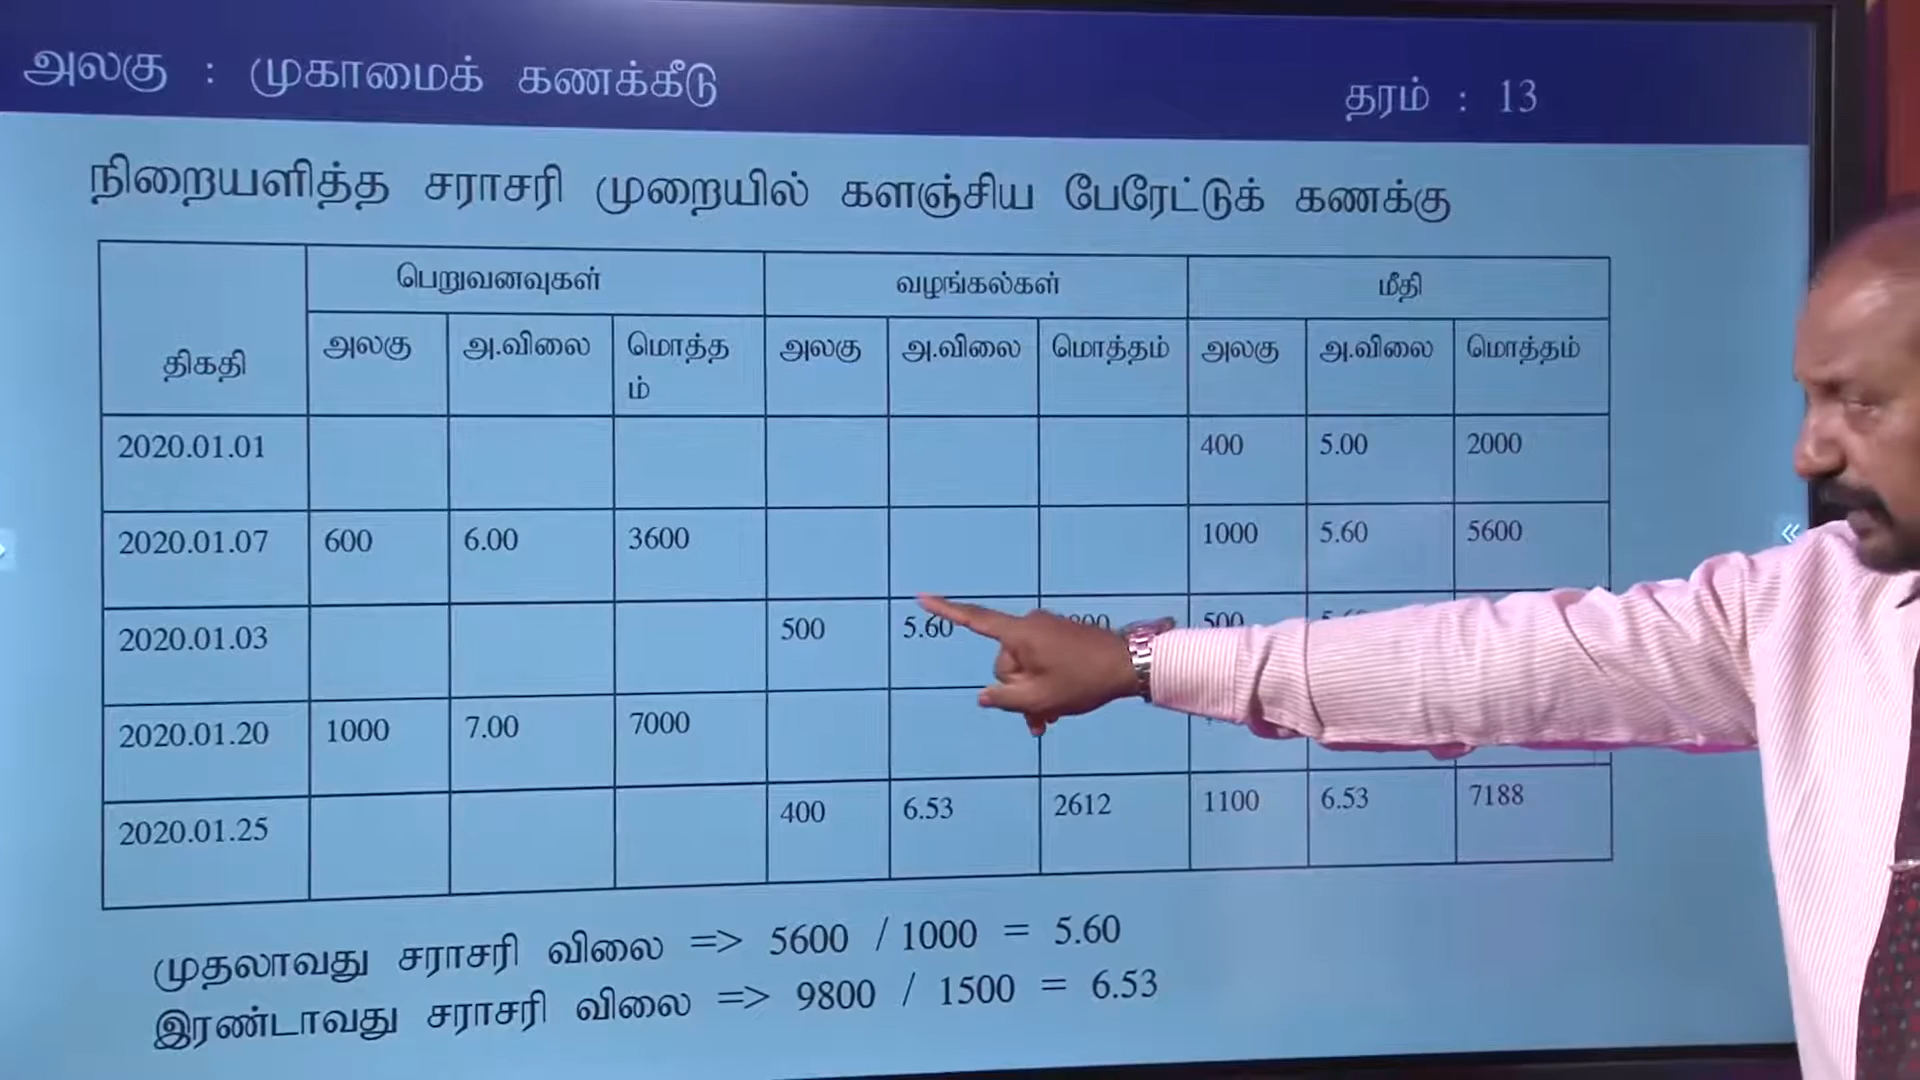 அலகு : முகாமைக் கணக்கீடு தரம் : 13
நிறையளித்த சராசரி முறையில் களஞ்சிய பேரேட்டுக் கணக்கு
திகதி பெறுவனவுகள் வழங்கல்கள் மீதி
அலகு அ.விலை மொத்தம் அலகு அ.விலை மொத்தம் அலகு அ.விலை மொத்தம்
2020.01.01 400 5.00 2000
2020.01.07 600 6.00 3600 1000 5.60 5600
2020.01.03 500 5.60 500
2020.01.20 1000 7.00 7000
2020.01.25 400 6.53 2612 1100 6.53 7188
முதலாவது சராசரி விலை => 5600 / 1000 = 5.60
இரண்டாவது சராசரி விலை => 9800 / 1500 = 6.53